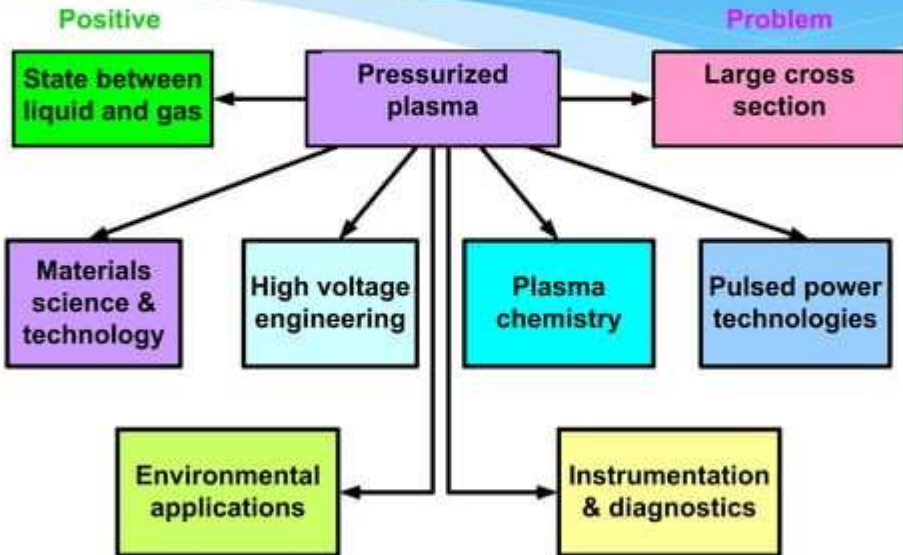 Positive
Problem
State between
liquid and gas
Pressurized
plasma
Large cross
section
Materials
science &
technology
High voltage
engineering
Plasma
chemistry
Pulsed power
technologies
Environmental
applications
Instrumentation
& diagnostics